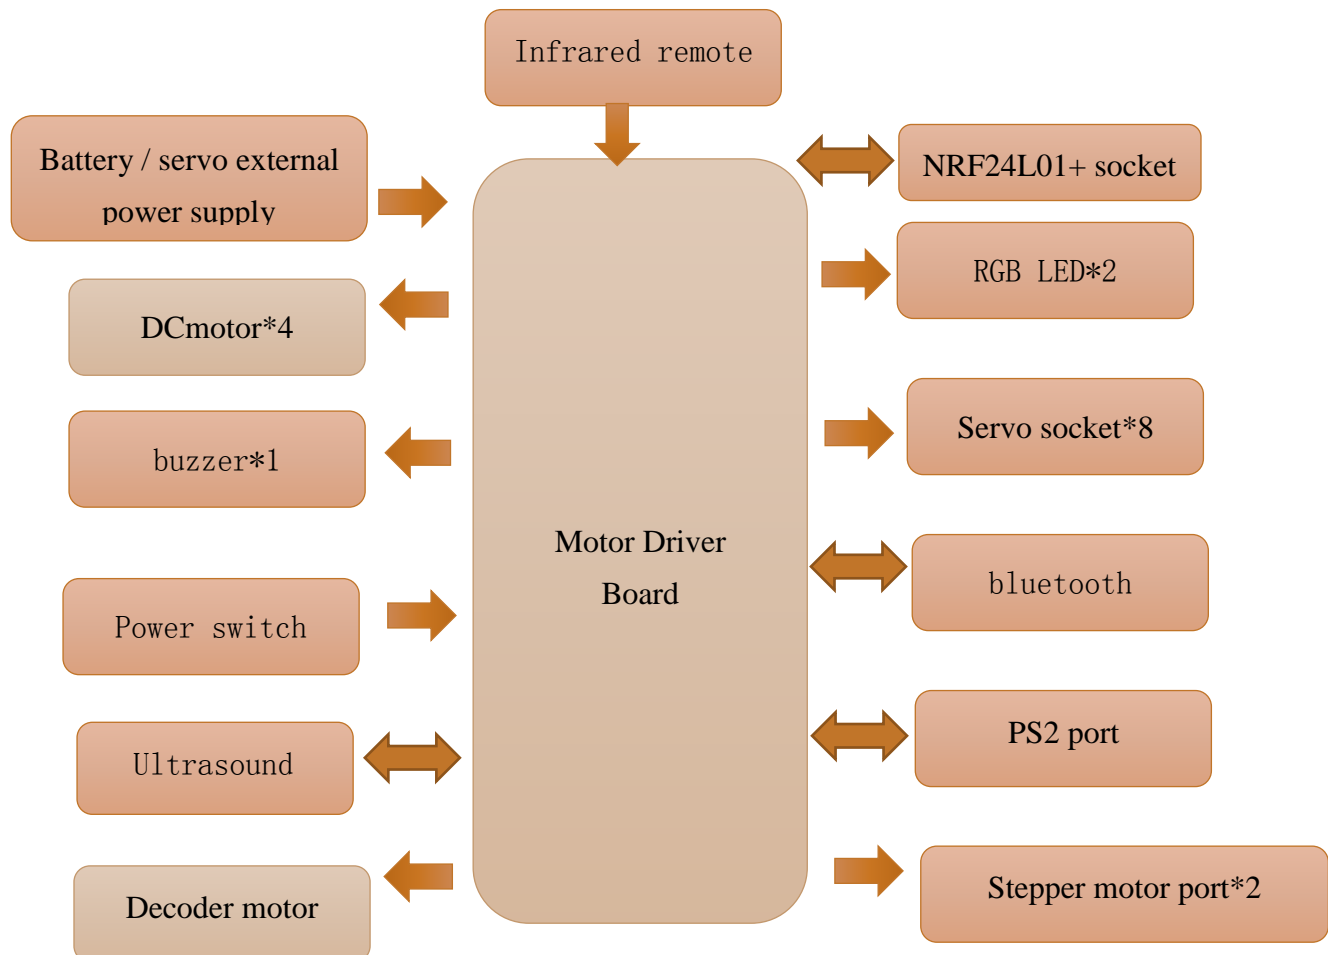 Infrared remote
Battery / servo external
power supply
NRF24L01+ socket
RGB LED*2
DCmotor*4
Servo socket*8
buzzer*1
Motor Driver
Board
bluetooth
Power switch
PS2 port
Ultrasound
Stepper motor port*2
Decoder motor